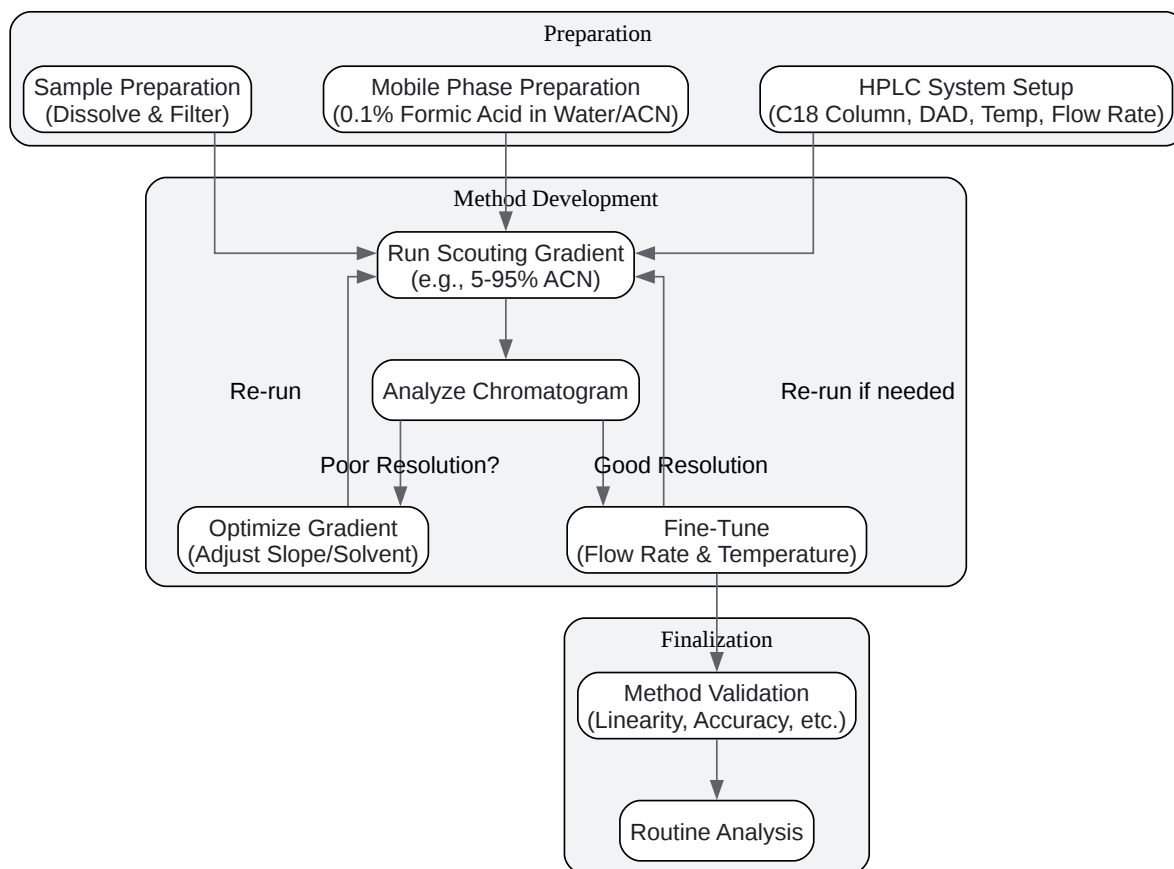 Preparation
Sample Preparation
(Dissolve & Filter)
Mobile Phase Preparation
(0.1% Formic Acid in Water/ACN)
HPLC System Setup
(C18 Column, DAD, Temp, Flow Rate)
Method Development
Run Scouting Gradient
(e.g., 5-95% ACN)
Analyze Chromatogram
Re-run
Re-run if needed
Poor Resolution?
Good Resolution
Optimize Gradient
(Adjust Slope/Solvent)
Fine-Tune
(Flow Rate & Temperature)
Finalization
Method Validation
(Linearity, Accuracy, etc.)
Routine Analysis